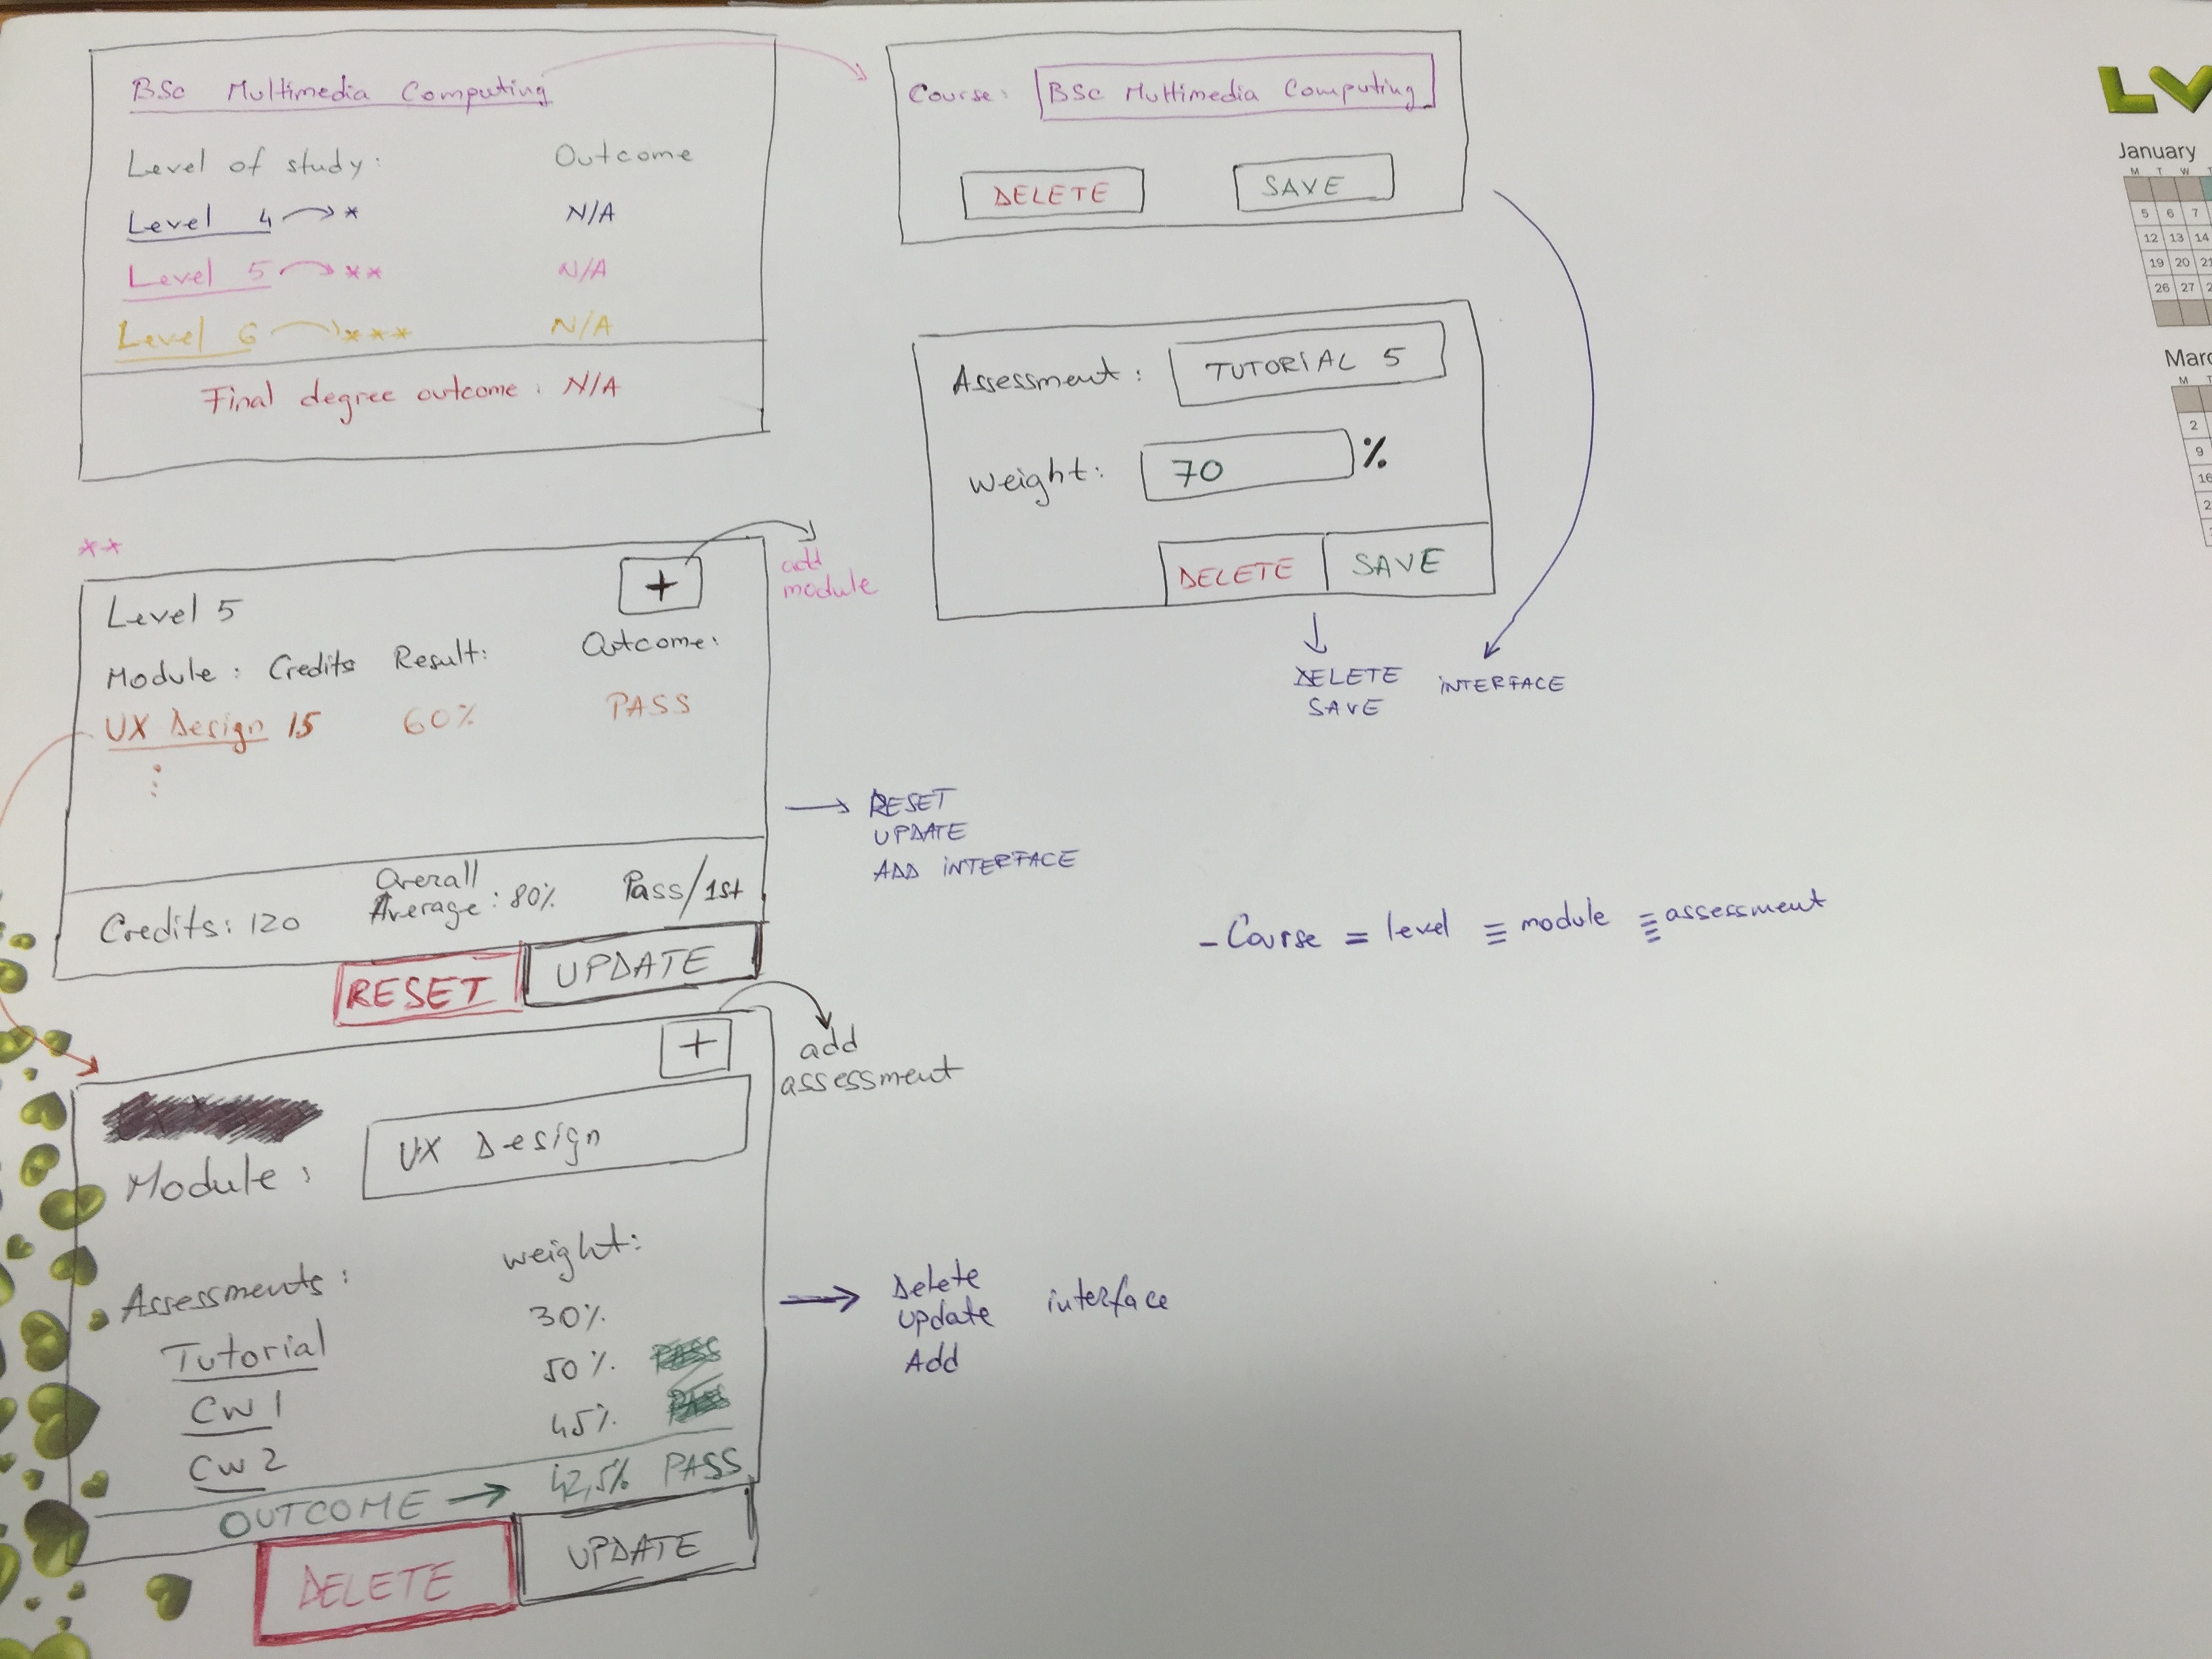 BSc Multimedia Computing
Level of study: Outcome
Level 4 * N/A
Level 5 ** N/A
Level 6 *** N/A
Final degree outcome: N/A
Course: BSc Multimedia Computing
DELETE SAVE
Assessment: TUTORIAL 5
Weight: 70 %
DELETE SAVE
DELETE
SAVE
INTERFACE
**
+
add
module
Level 5
Module: Credits Result: Outcome:
UX Design 15 60% PASS
Credits: 120 Overall Average: 80% Pass/1st
RESET UPDATE
RESET
UPDATE
ADD INTERFACE
- Course = level ≡ module ≣ assessment
+
add
assessment
Module: UX Design
Assessments: weight:
Tutorial 30%
CW 1 50% PASS
CW 2 45% PASS
OUTCOME → 42,5% PASS
DELETE UPDATE
Delete
Update interface
Add
LV
January
M T W T
5 6 7
12 13 14
19 20 21
26 27 2
Marc
M T
2
9
16
2